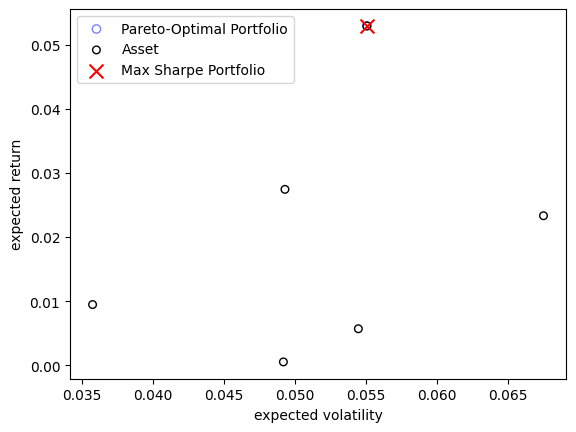 Pareto-Optimal Portfolio
Asset
Max Sharpe Portfolio
0.05
0.04
0.03
0.02
0.01
0.00
expected return
0.035 0.040 0.045 0.050 0.055 0.060 0.065
expected volatility